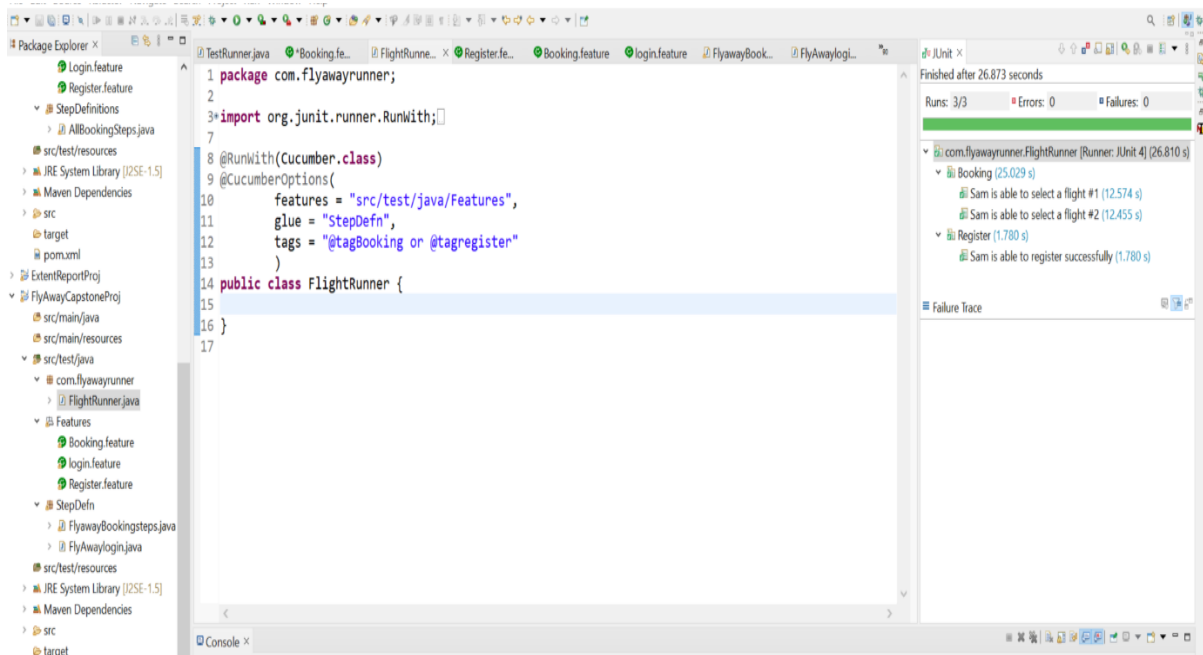 Package Explorer ×
Login.feature
Register.feature
StepDefinitions
AllBookingSteps.java
src/test/resources
JRE System Library [J2SE-1.5]
Maven Dependencies
src
target
pom.xml
ExtentReportProj
FlyAwayCapstoneProj
src/main/java
src/main/resources
src/test/java
com.flyawayrunner
FlightRunner.java
Features
Booking.feature
login.feature
Register.feature
StepDefn
FlyawayBookingsteps.java
FlyAwaylogin.java
src/test/resources
JRE System Library [J2SE-1.5]
Maven Dependencies
src
target
TestRunner.java *Booking.fe... FlightRunne... × Register.fe... Booking.feature login.feature FlyawayBook... FlyAwaylogi...
1 package com.flyawayrunner;
2
3 import org.junit.runner.RunWith;
7
8 @RunWith(Cucumber.class)
9 @CucumberOptions(
10 features = "src/test/java/Features",
11 glue = "StepDefn",
12 tags = "@tagBooking or @tagregister"
13 )
14 public class FlightRunner {
15
16 }
17
Console ×
JUnit ×
Finished after 26.873 seconds
Runs: 3/3 Errors: 0 Failures: 0
com.flyawayrunner.FlightRunner [Runner: JUnit 4] (26.810 s)
Booking (25.029 s)
Sam is able to select a flight #1 (12.574 s)
Sam is able to select a flight #2 (12.455 s)
Register (1.780 s)
Sam is able to register successfully (1.780 s)
Failure Trace